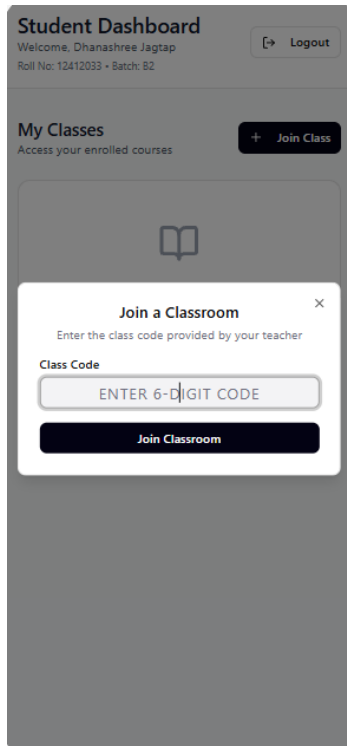 Student Dashboard
Welcome, Dhanashree Jagtap
Roll No: 12412033 • Batch: B2
Logout
My Classes
Access your enrolled courses
+ Join Class
Join a Classroom
Enter the class code provided by your teacher
Class Code
ENTER 6-DIGIT CODE
Join Classroom